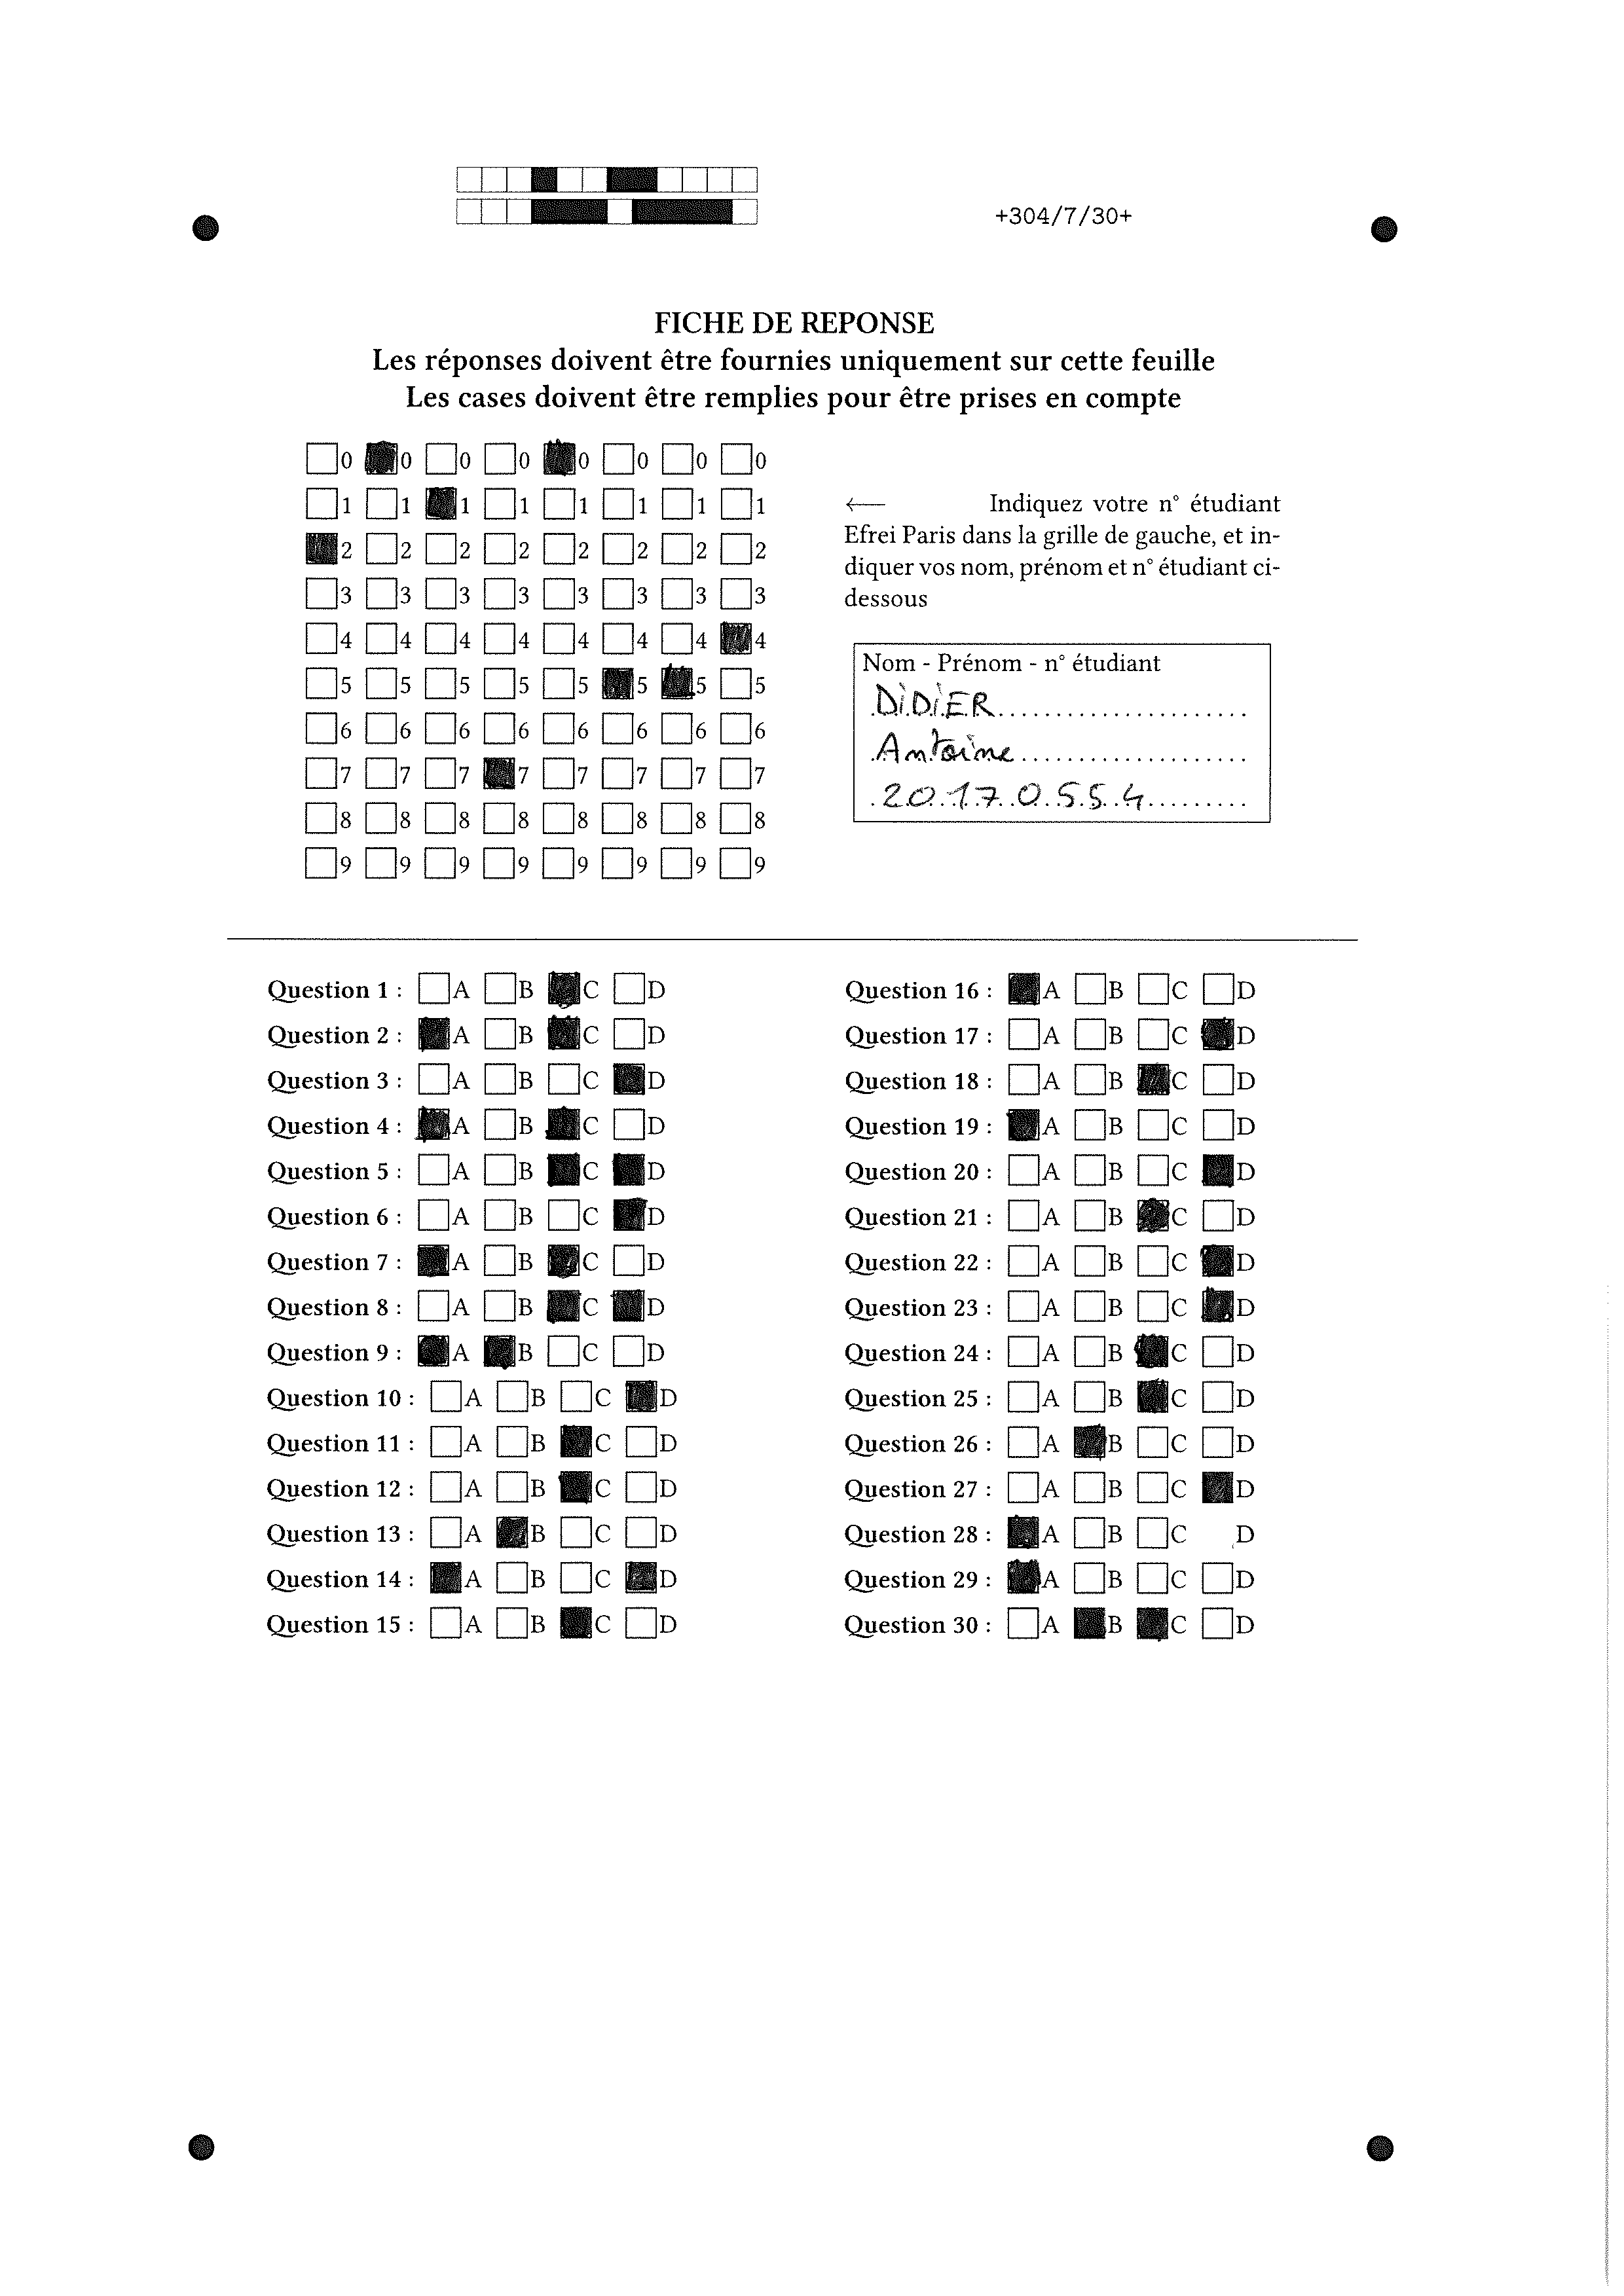 +304/7/30+
FICHE DE REPONSE
Les réponses doivent être fournies uniquement sur cette feuille
Les cases doivent être remplies pour être prises en compte
0 0 0 0 0 0 0 0
1 1 1 1 1 1 1 1
2 2 2 2 2 2 2 2
3 3 3 3 3 3 3 3
4 4 4 4 4 4 4 4
5 5 5 5 5 5 5 5
6 6 6 6 6 6 6 6
7 7 7 7 7 7 7 7
8 8 8 8 8 8 8 8
9 9 9 9 9 9 9 9
← Indiquez votre n° étudiant
Efrei Paris dans la grille de gauche, et in-
diquer vos nom, prénom et n° étudiant ci-
dessous
Nom - Prénom - n° étudiant
DiDiER
Antoine
20170554
Question 1 : A B C D
Question 2 : A B C D
Question 3 : A B C D
Question 4 : A B C D
Question 5 : A B C D
Question 6 : A B C D
Question 7 : A B C D
Question 8 : A B C D
Question 9 : A B C D
Question 10 : A B C D
Question 11 : A B C D
Question 12 : A B C D
Question 13 : A B C D
Question 14 : A B C D
Question 15 : A B C D
Question 16 : A B C D
Question 17 : A B C D
Question 18 : A B C D
Question 19 : A B C D
Question 20 : A B C D
Question 21 : A B C D
Question 22 : A B C D
Question 23 : A B C D
Question 24 : A B C D
Question 25 : A B C D
Question 26 : A B C D
Question 27 : A B C D
Question 28 : A B C D
Question 29 : A B C D
Question 30 : A B C D